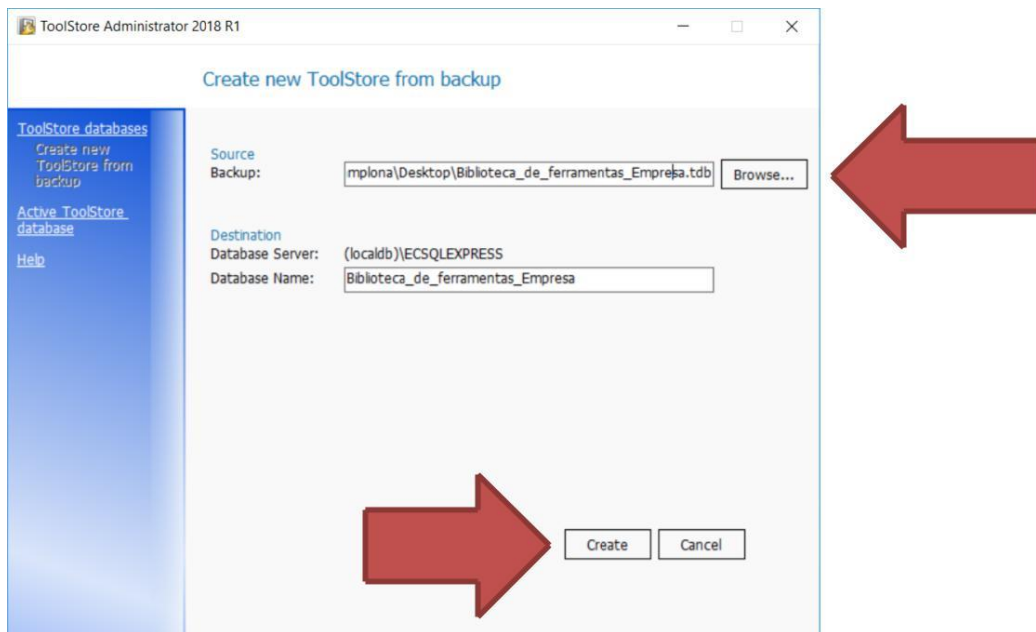 ToolStore Administrator 2018 R1
Create new ToolStore from backup
ToolStore databases
Create new
ToolStore from
backup
Active ToolStore
database
Help
Source
Backup: mplona\Desktop\Biblioteca_de_ferramentas_Empresa.tdb Browse...
Destination
Database Server: (localdb)\ECSQLEXPRESS
Database Name: Biblioteca_de_ferramentas_Empresa
Create Cancel